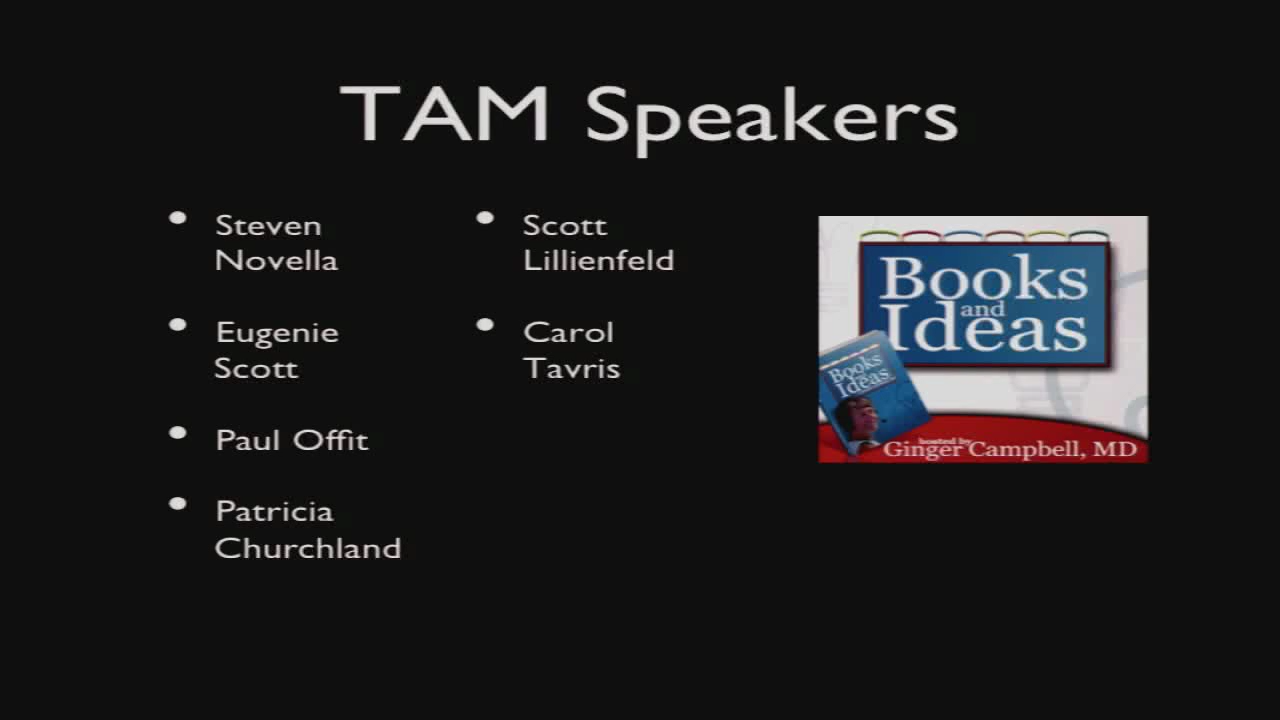 TAM Speakers
Steven
Novella
Eugenie
Scott
Paul Offit
Patricia
Churchland
Scott
Lillienfeld
Carol
Tavris
Books
and
Ideas
Books
and
Ideas
hosted by
Ginger Campbell, MD